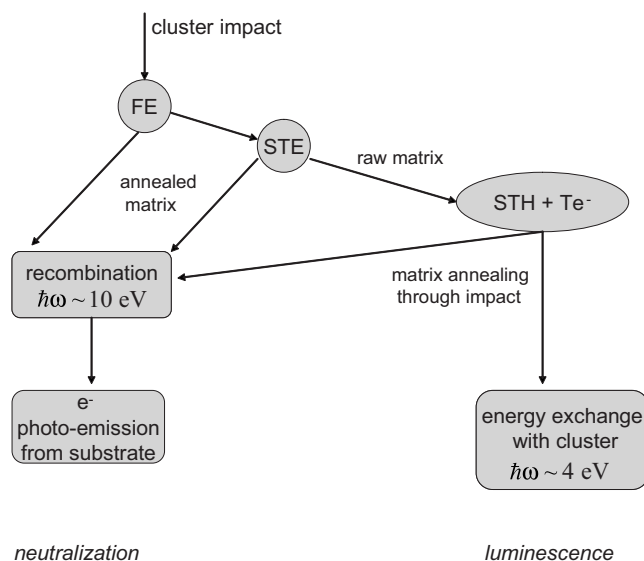 cluster impact
FE
STE
raw matrix
annealed
matrix
STH + Te⁻
recombination
ℏω ~ 10 eV
matrix annealing
through impact
e⁻
photo-emission
from substrate
energy exchange
with cluster
ℏω ~ 4 eV
neutralization
luminescence